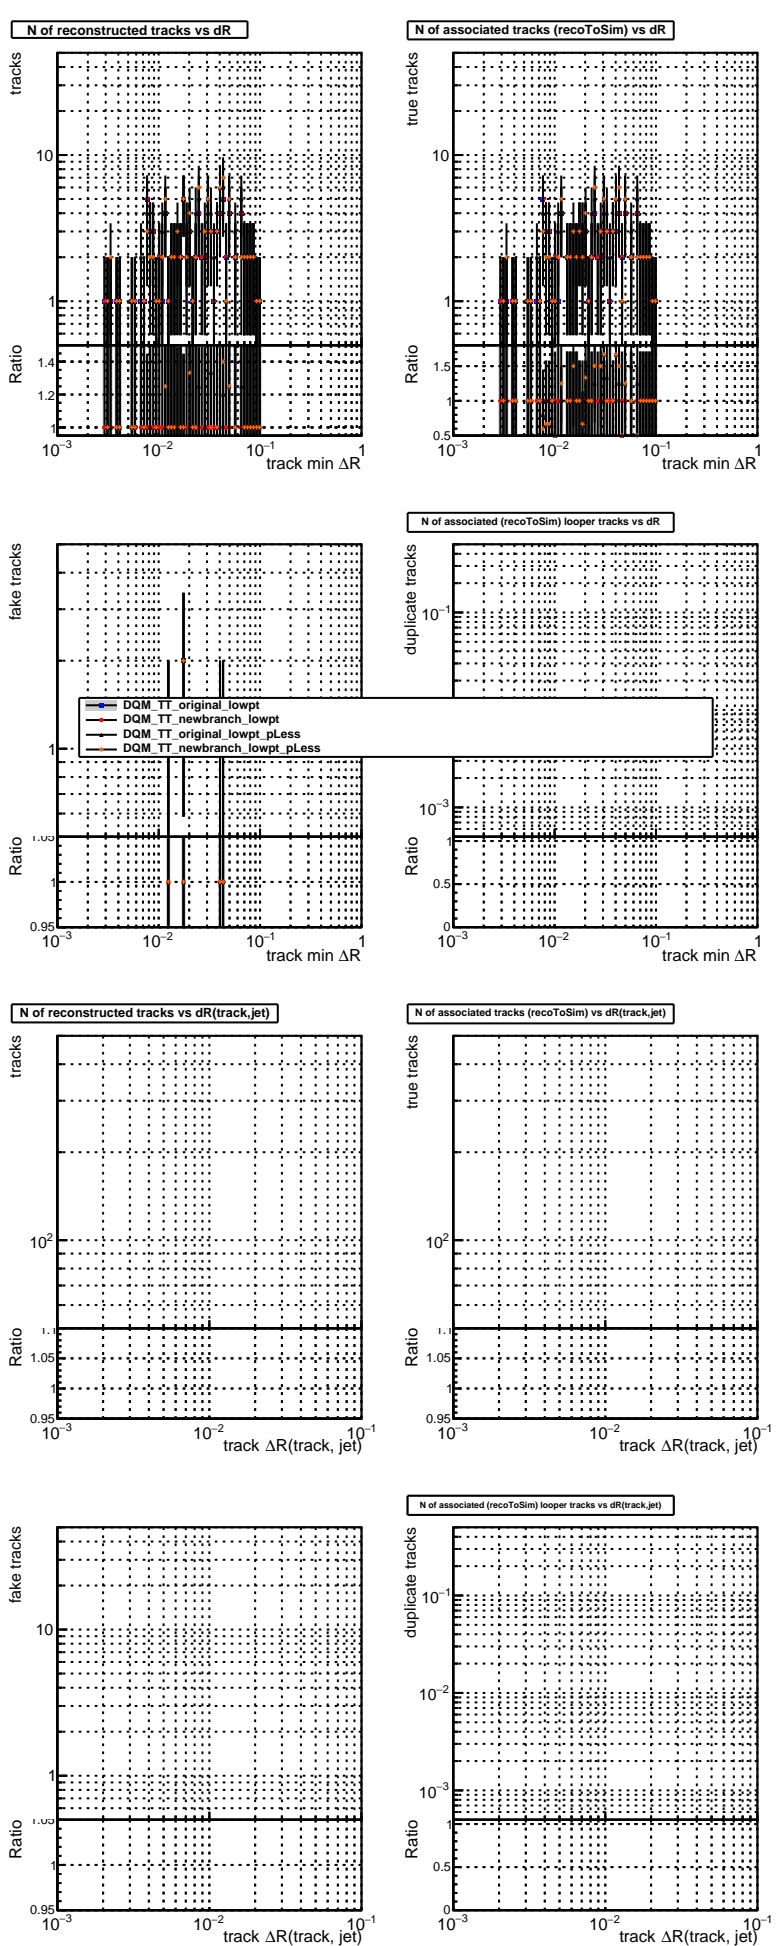 N of reconstructed tracks vs dR
tracks
10
1
Ratio
1.4
1.2
1
10⁻³ 10⁻² 10⁻¹ 1
track min ΔR
N of associated tracks (recoToSim) vs dR
true tracks
10
1
Ratio
1.5
1
0.5
10⁻³ 10⁻² 10⁻¹ 1
track min ΔR
fake tracks
1
Ratio
1.05
1
0.95
10⁻³ 10⁻² 10⁻¹ 1
track min ΔR
N of associated (recoToSim) looper tracks vs dR
duplicate tracks
10⁻¹
10⁻³
Ratio
1
0.5
0
10⁻³ 10⁻² 10⁻¹ 1
track min ΔR
DQM_TT_original_lowpt
DQM_TT_newbranch_lowpt
DQM_TT_original_lowpt_pLess
DQM_TT_newbranch_lowpt_pLess
N of reconstructed tracks vs dR(track,jet)
tracks
10²
Ratio
1.1
1.05
1
0.95
10⁻³ 10⁻² 10⁻¹
track ΔR(track, jet)
N of associated tracks (recoToSim) vs dR(track,jet)
true tracks
10²
Ratio
1.1
1.05
1
0.95
10⁻³ 10⁻² 10⁻¹
track ΔR(track, jet)
fake tracks
10
1
Ratio
1.05
1
0.95
10⁻³ 10⁻² 10⁻¹
track ΔR(track, jet)
N of associated (recoToSim) looper tracks vs dR(track,jet)
duplicate tracks
10⁻¹
10⁻²
10⁻³
Ratio
1
0.5
0
10⁻³ 10⁻² 10⁻¹
track ΔR(track, jet)